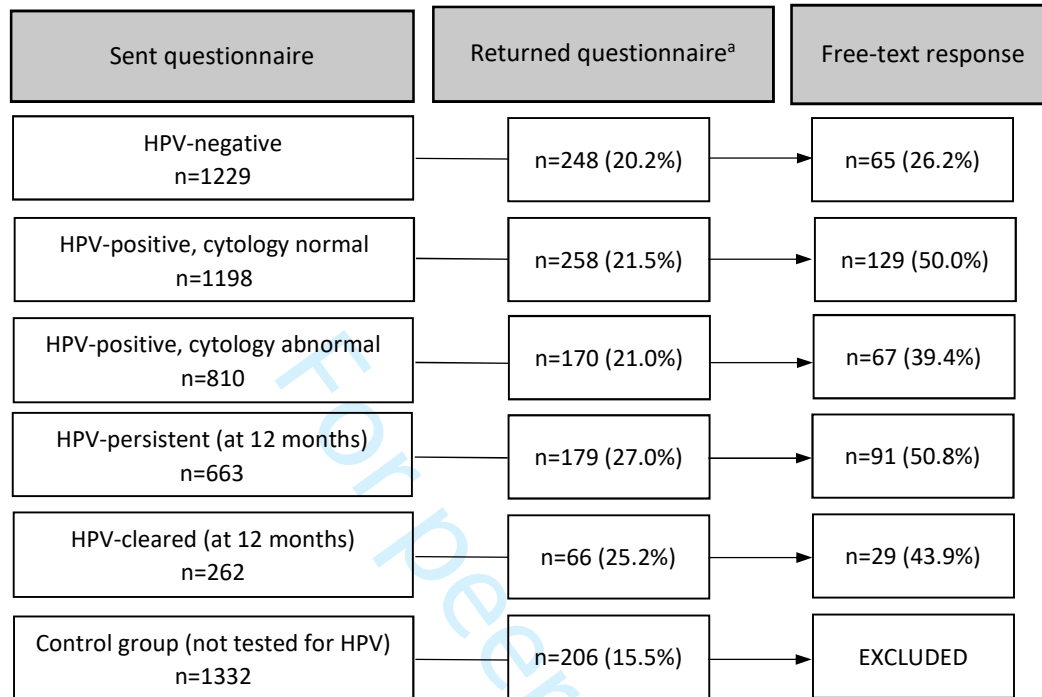 Sent questionnaire
Returned questionnaireᵃ
Free-text response
HPV-negative
n=1229
n=248 (20.2%)
n=65 (26.2%)
HPV-positive, cytology normal
n=1198
n=258 (21.5%)
n=129 (50.0%)
HPV-positive, cytology abnormal
n=810
n=170 (21.0%)
n=67 (39.4%)
HPV-persistent (at 12 months)
n=663
n=179 (27.0%)
n=91 (50.8%)
HPV-cleared (at 12 months)
n=262
n=66 (25.2%)
n=29 (43.9%)
Control group (not tested for HPV)
n=1332
n=206 (15.5%)
EXCLUDED
For peer